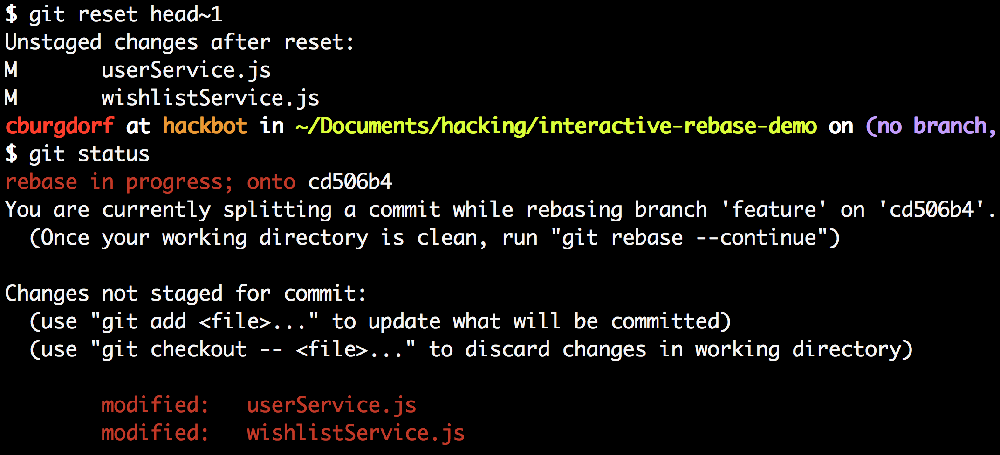 $ git reset head~1
Unstaged changes after reset:
M       userService.js
M       wishlistService.js
cburgdorf at hackbot in ~/Documents/hacking/interactive-rebase-demo on (no branch,
$ git status
rebase in progress; onto cd506b4
You are currently splitting a commit while rebasing branch 'feature' on 'cd506b4'.
  (Once your working directory is clean, run "git rebase --continue")

Changes not staged for commit:
  (use "git add <file>..." to update what will be committed)
  (use "git checkout -- <file>..." to discard changes in working directory)

        modified:   userService.js
        modified:   wishlistService.js